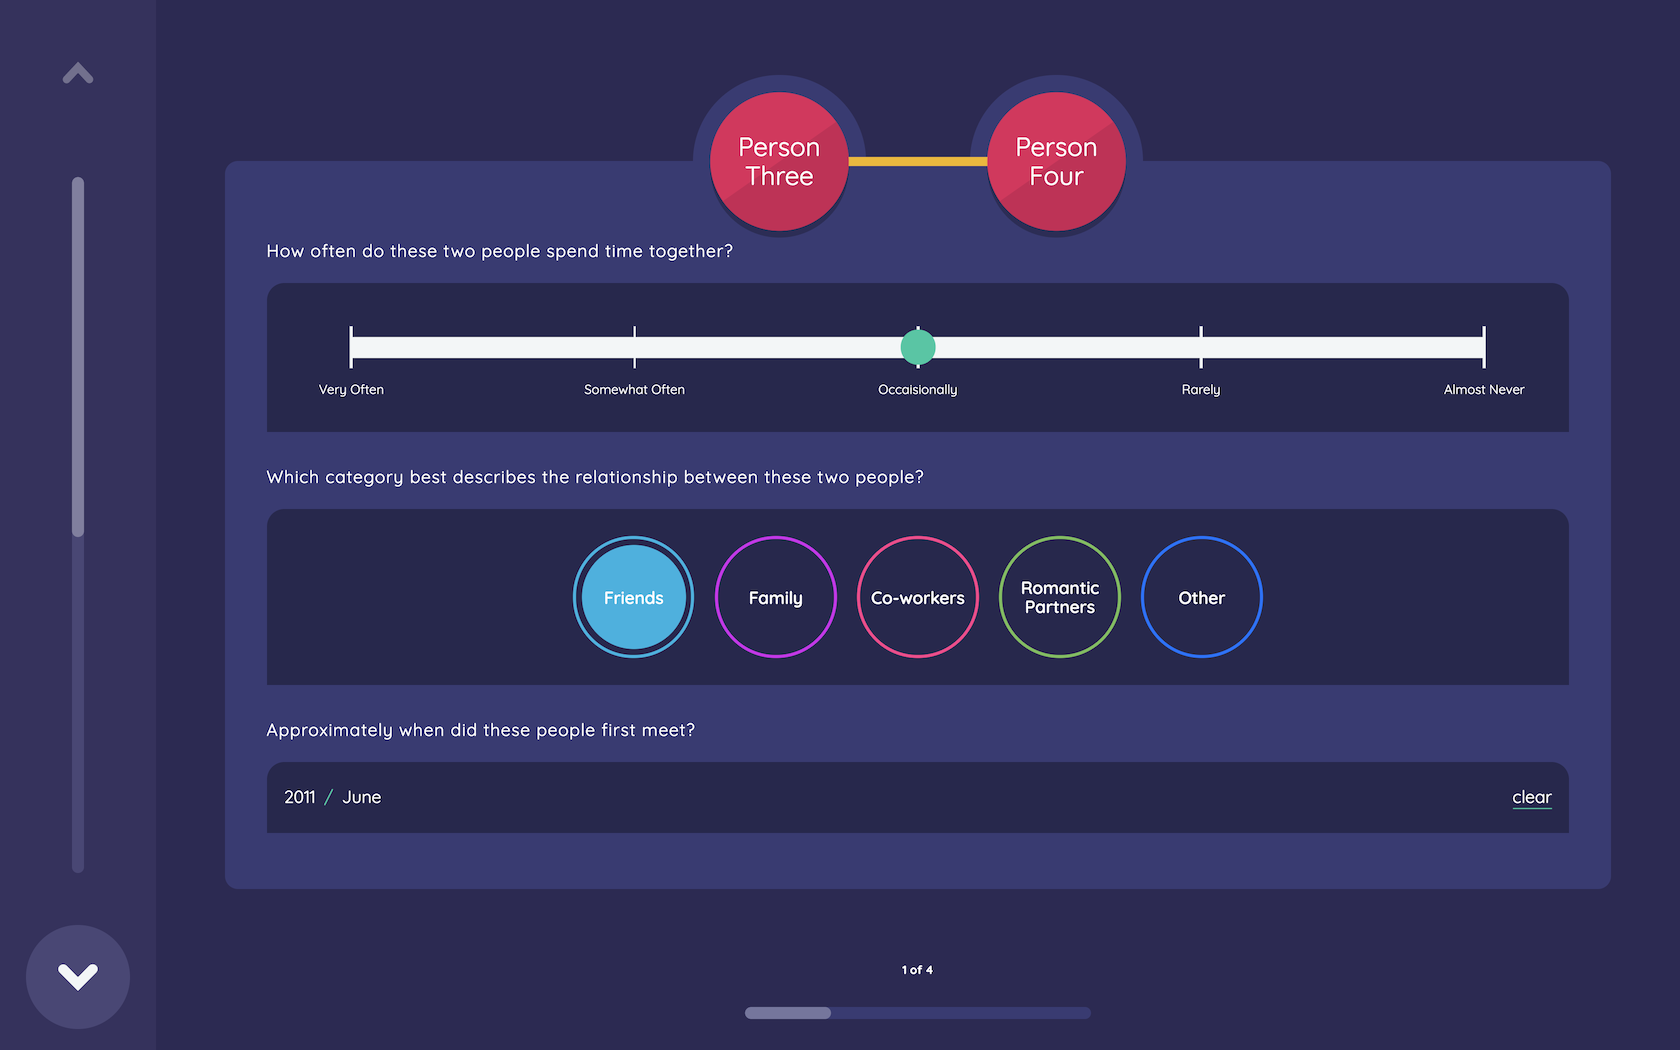 Person
Three
Person
Four
How often do these two people spend time together?
Very Often
Somewhat Often
Occaisionally
Rarely
Almost Never
Which category best describes the relationship between these two people?
Friends
Family
Co-workers
Romantic
Partners
Other
Approximately when did these people first meet?
2011 / June
clear
1 of 4